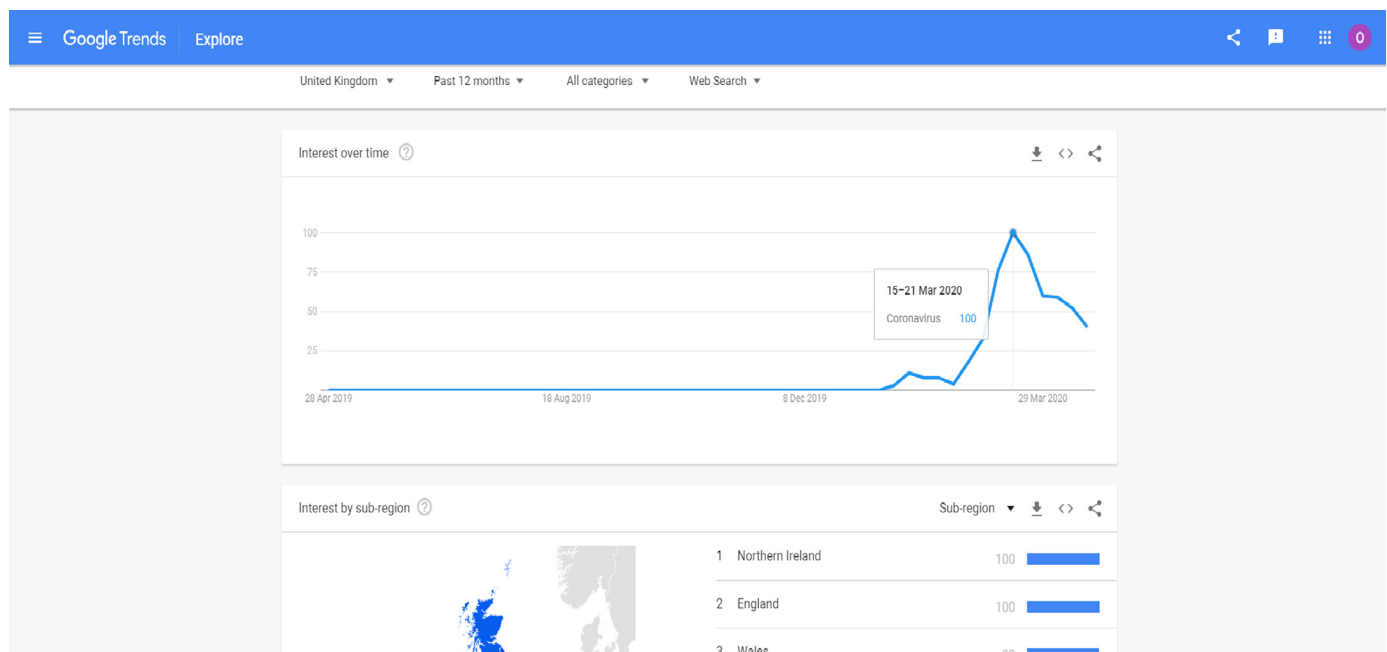 Google Trends Explore
O
United Kingdom Past 12 months All categories Web Search
Interest over time
100
75
50
25
15-21 Mar 2020
Coronavirus 100
28 Apr 2019 18 Aug 2019 8 Dec 2019 29 Mar 2020
Interest by sub-region Sub-region
1 Northern Ireland 100
2 England 100
3 Wales